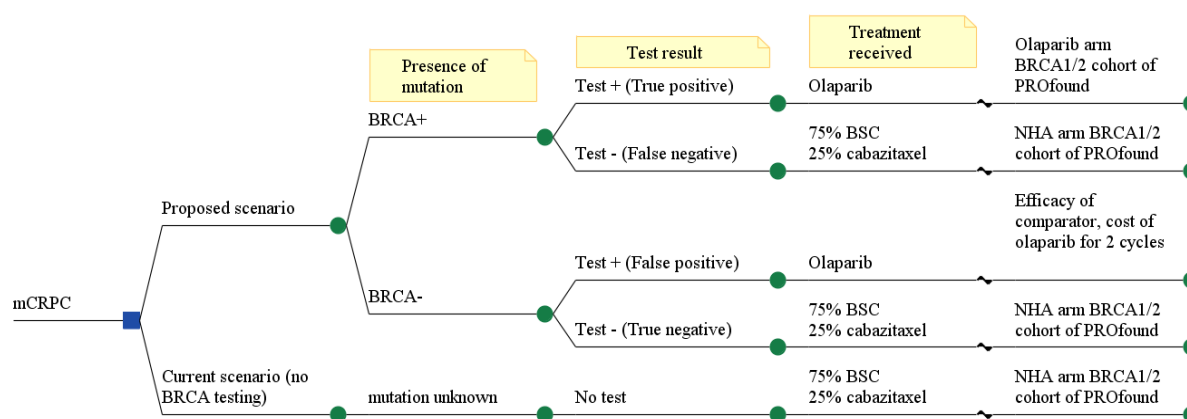 Presence of
mutation
Test result
Treatment
received
Olaparib arm
BRCA1/2 cohort of
PROfound
Test + (True positive)
Olaparib
BRCA+
Test - (False negative)
75% BSC
25% cabazitaxel
NHA arm BRCA1/2
cohort of PROfound
Proposed scenario
Efficacy of
comparator, cost of
olaparib for 2 cycles
Test + (False positive)
Olaparib
BRCA-
mCRPC
Test - (True negative)
75% BSC
25% cabazitaxel
NHA arm BRCA1/2
cohort of PROfound
Current scenario (no
BRCA testing)
mutation unknown
No test
75% BSC
25% cabazitaxel
NHA arm BRCA1/2
cohort of PROfound